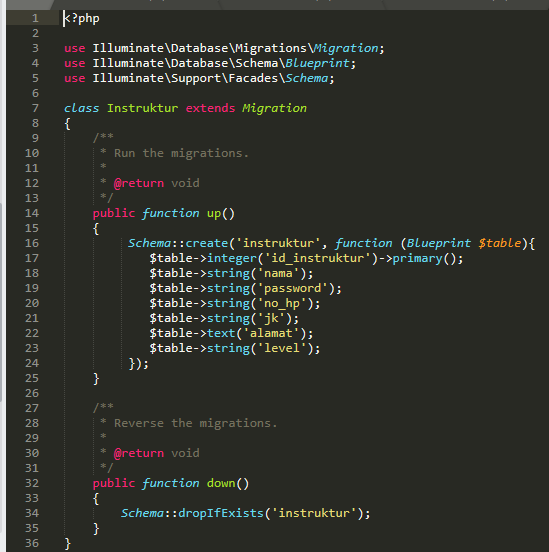 1 <?php
2
3 use Illuminate\Database\Migrations\Migration;
4 use Illuminate\Database\Schema\Blueprint;
5 use Illuminate\Support\Facades\Schema;
6
7 class Instruktur extends Migration
8 {
9     /**
10      * Run the migrations.
11      *
12      * @return void
13      */
14     public function up()
15     {
16          Schema::create('instruktur', function (Blueprint $table){
17             $table->integer('id_instruktur')->primary();
18             $table->string('nama');
19             $table->string('password');
20             $table->string('no_hp');
21             $table->string('jk');
22             $table->text('alamat');
23             $table->string('level');
24          });
25     }
26
27     /**
28      * Reverse the migrations.
29      *
30      * @return void
31      */
32     public function down()
33     {
34         Schema::dropIfExists('instruktur');
35     }
36 }